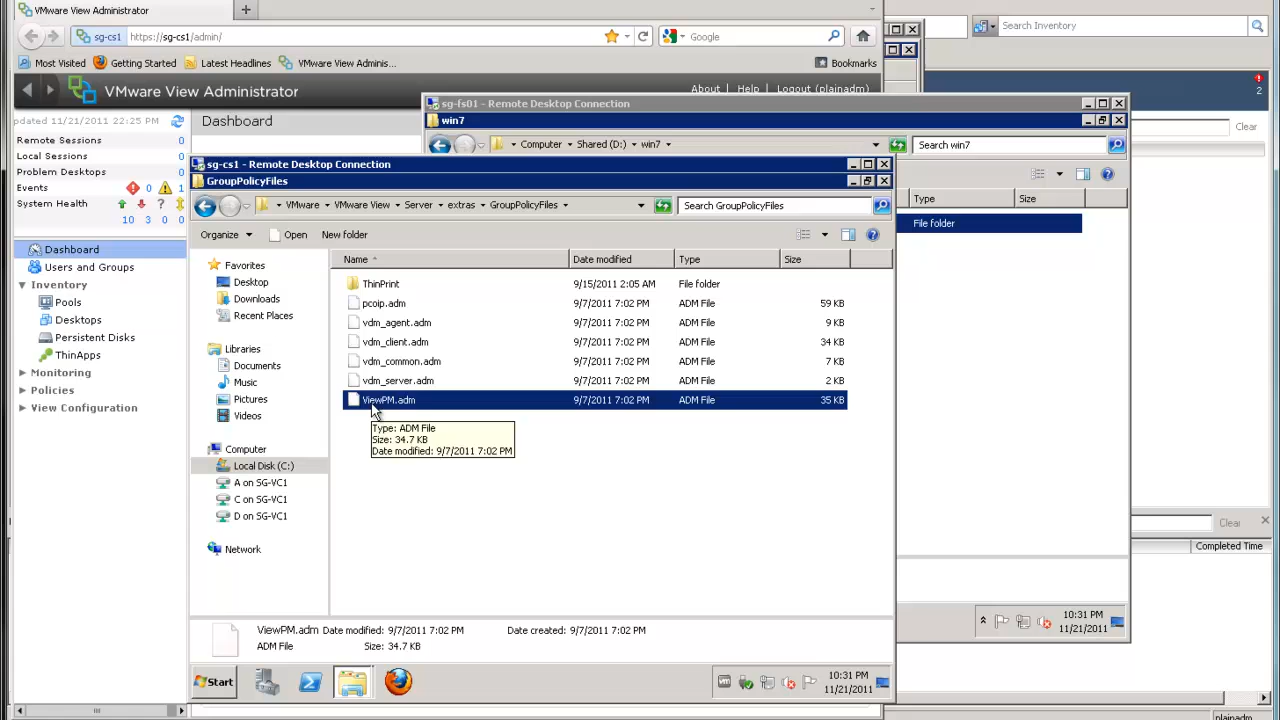 VMware View Administrator
+
sg-cs1
https://sg-cs1/admin/
Google
Most Visited
Getting Started
Latest Headlines
VMware View Adminis...
Bookmarks
VMware View Administrator
About
Help
Logout (plainadm)
pdated 11/21/2011 22:25 PM
Remote Sessions 0
Local Sessions 0
Problem Desktops 0
Events 0 1
System Health
10 3 0 0
Dashboard
Users and Groups
Inventory
Pools
Desktops
Persistent Disks
ThinApps
Monitoring
Policies
View Configuration
Dashboard
Search Inventory
2
Clear
sg-fs01 - Remote Desktop Connection
win7
Computer
Shared (D:)
win7
Search win7
Type
Size
File folder
10:31 PM
11/21/2011
Clear
Completed Time
plainadm
sg-cs1 - Remote Desktop Connection
GroupPolicyFiles
VMware
VMware View
Server
extras
GroupPolicyFiles
Search GroupPolicyFiles
Organize
Open
New folder
Favorites
Desktop
Downloads
Recent Places
Libraries
Documents
Music
Pictures
Videos
Computer
Local Disk (C:)
A on SG-VC1
C on SG-VC1
D on SG-VC1
Network
Name Date modified Type Size
ThinPrint 9/15/2011 2:05 AM File folder
pcoip.adm 9/7/2011 7:02 PM ADM File 59 KB
vdm_agent.adm 9/7/2011 7:02 PM ADM File 9 KB
vdm_client.adm 9/7/2011 7:02 PM ADM File 34 KB
vdm_common.adm 9/7/2011 7:02 PM ADM File 7 KB
vdm_server.adm 9/7/2011 7:02 PM ADM File 2 KB
ViewPM.adm 9/7/2011 7:02 PM ADM File 35 KB
Type: ADM File
Size: 34.7 KB
Date modified: 9/7/2011 7:02 PM
ViewPM.adm Date modified: 9/7/2011 7:02 PM Date created: 9/7/2011 7:02 PM
ADM File Size: 34.7 KB
Start
10:31 PM
11/21/2011